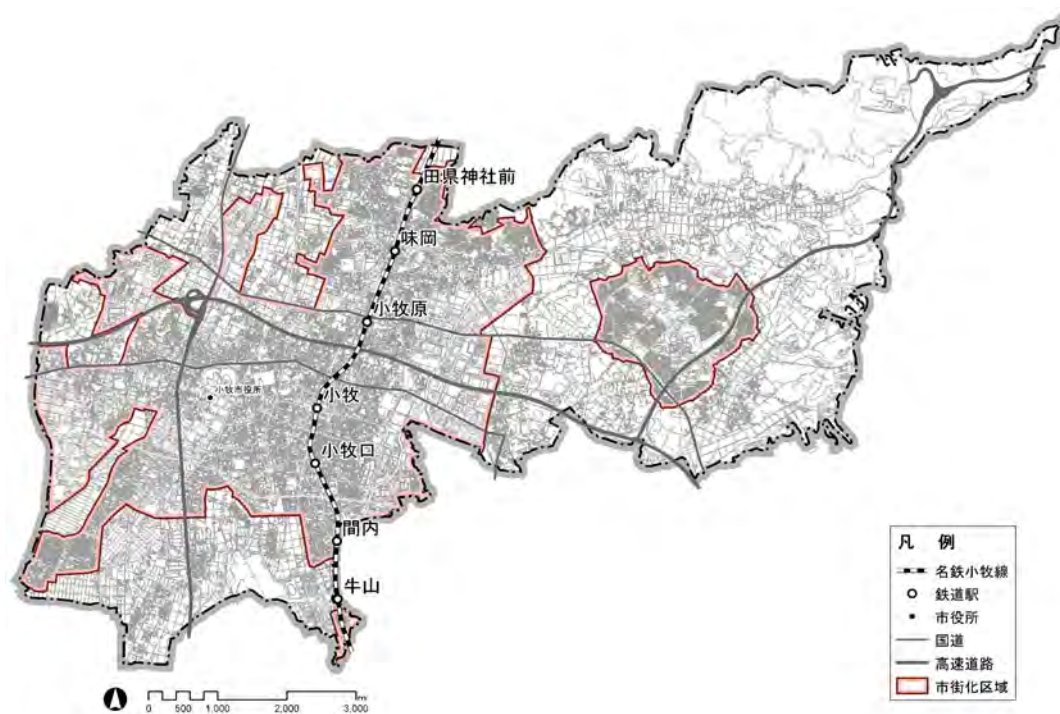 田県神社前
味岡
小牧原
小牧市役所
小牧
小牧口
間内
牛山
凡 例
名鉄小牧線
鉄道駅
市役所
国道
高速道路
市街化区域
0 500 1,000 2,000 3,000
m